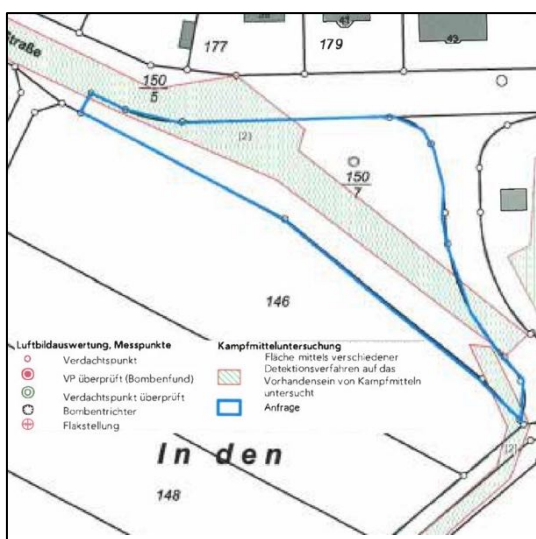 Straße
177
179
43
150
5
[2]
150
7
146
Luftbildauswertung, Messpunkte
Verdachtspunkt
VP überprüft (Bombenfund)
Verdachtspunkt überprüft
Bombentrichter
Flakstellung
Kampfmitteluntersuchung
Fläche mittels verschiedener
Detektionsverfahren auf das
Vorhandensein von Kampfmitteln
untersucht
Anfrage
In den
148
[2]